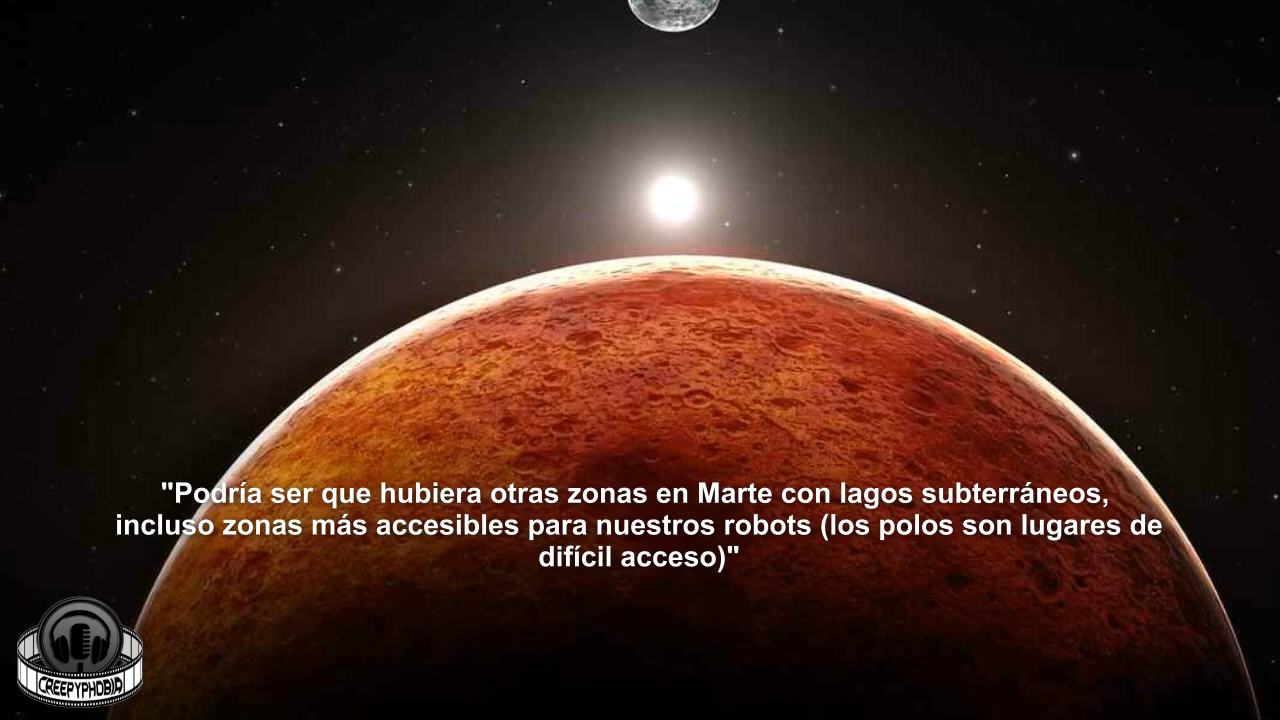 "Podría ser que hubiera otras zonas en Marte con lagos subterráneos,
incluso zonas más accesibles para nuestros robots (los polos son lugares de
difícil acceso)"
CREEPYPHOBIA